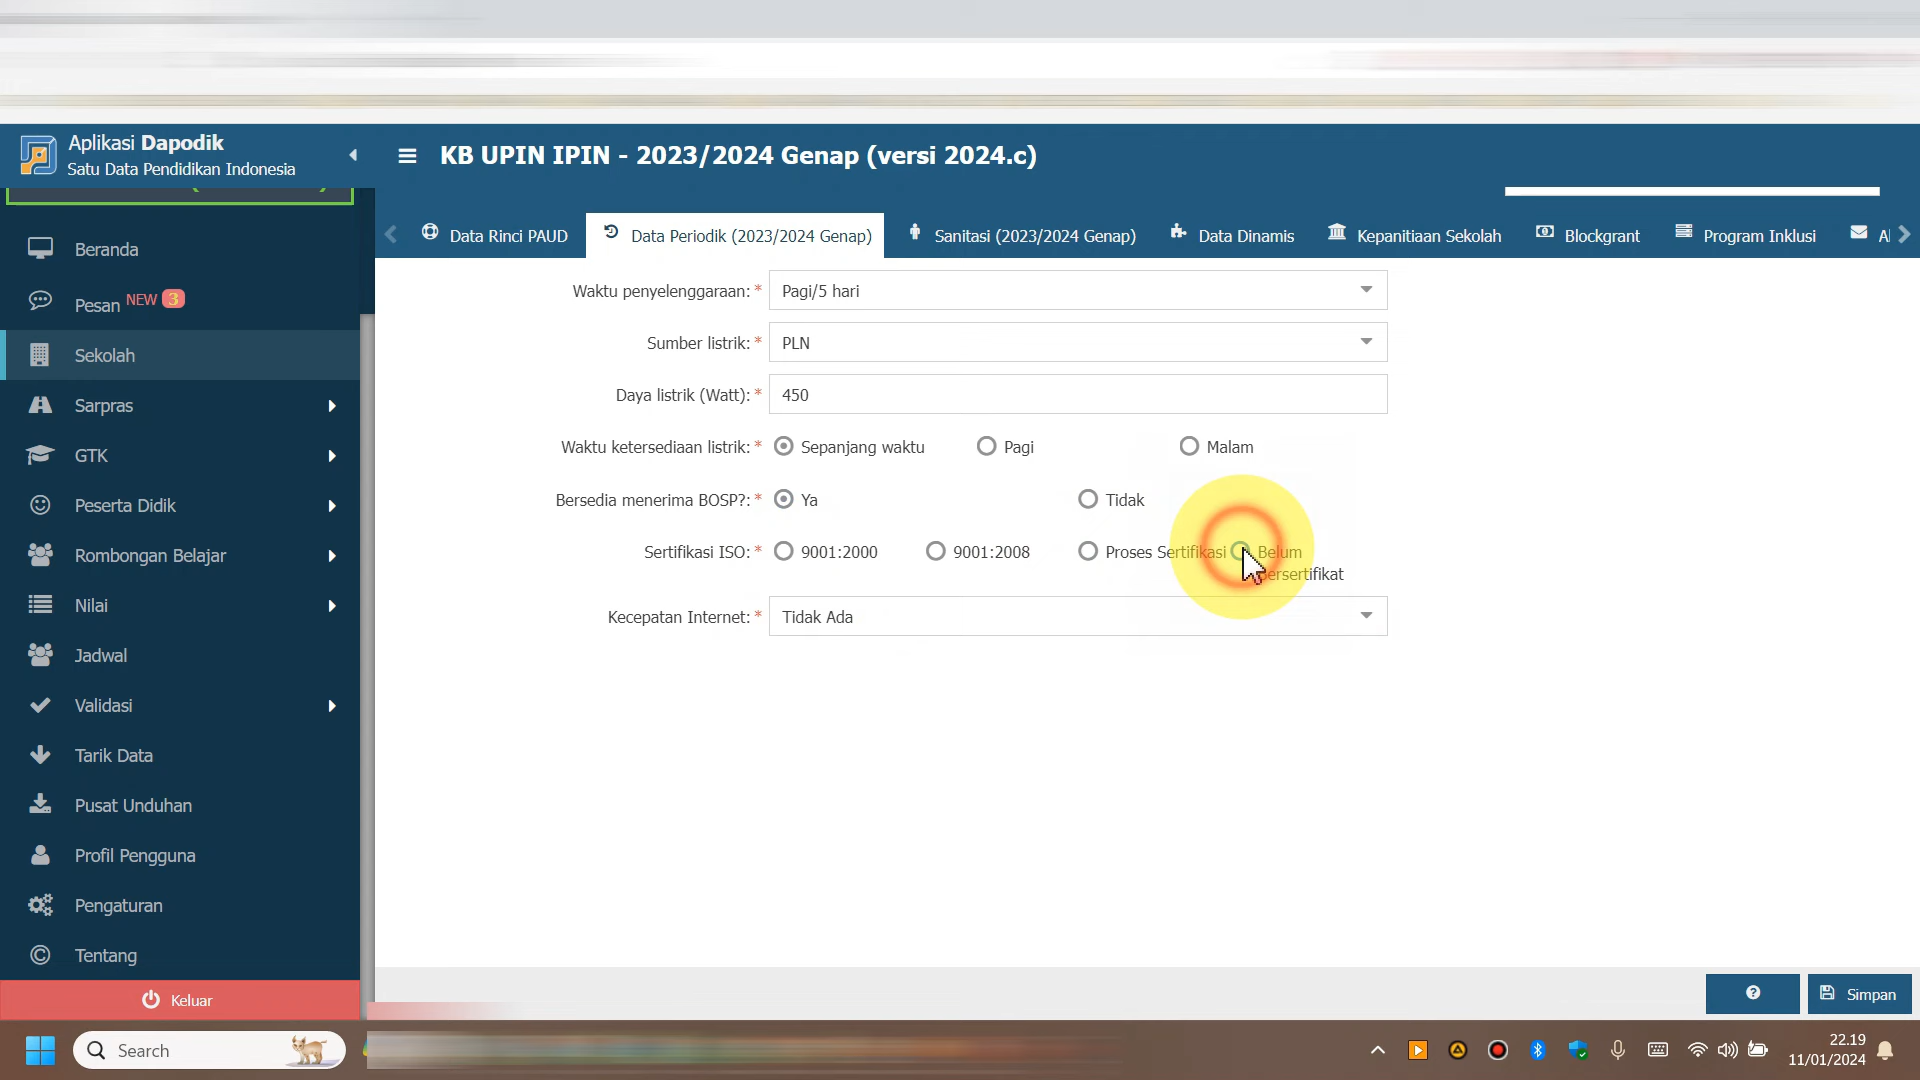 Aplikasi Dapodik
Satu Data Pendidikan Indonesia
KB UPIN IPIN - 2023/2024 Genap (versi 2024.c)
Beranda
Pesan NEW 3
Sekolah
Sarpras
GTK
Peserta Didik
Rombongan Belajar
Nilai
Jadwal
Validasi
Tarik Data
Pusat Unduhan
Profil Pengguna
Pengaturan
Tentang
Keluar
Data Rinci PAUD
Data Periodik (2023/2024 Genap)
Sanitasi (2023/2024 Genap)
Data Dinamis
Kepanitiaan Sekolah
Blockgrant
Program Inklusi
Waktu penyelenggaraan: * Pagi/5 hari
Sumber listrik: * PLN
Daya listrik (Watt): * 450
Waktu ketersediaan listrik: * Sepanjang waktu Pagi Malam
Bersedia menerima BOSP?: * Ya Tidak
Sertifikasi ISO: * 9001:2000 9001:2008 Proses Sertifikasi Belum
Bersertifikat
Kecepatan Internet: * Tidak Ada
Simpan
Search
22.19
11/01/2024